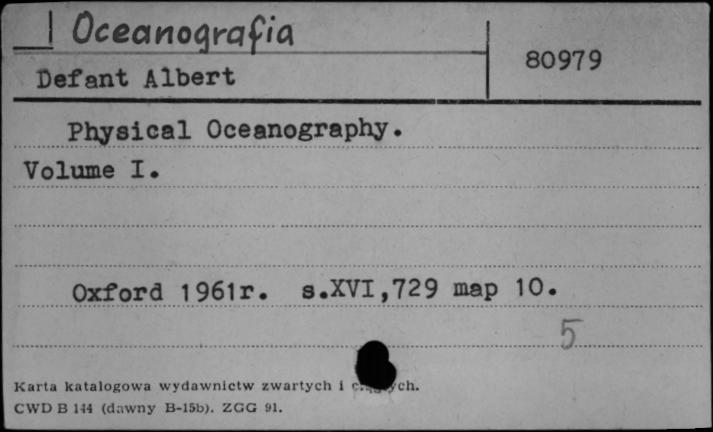 Oceanografia
Defant Albert
80979
Physical Oceanography.
Volume I.
Oxford 1961r. s.XVI,729 map 10.
5
Karta katalogowa wydawnictw zwartych i
CWD B 144 (dawny B-15b). ZGG 91.